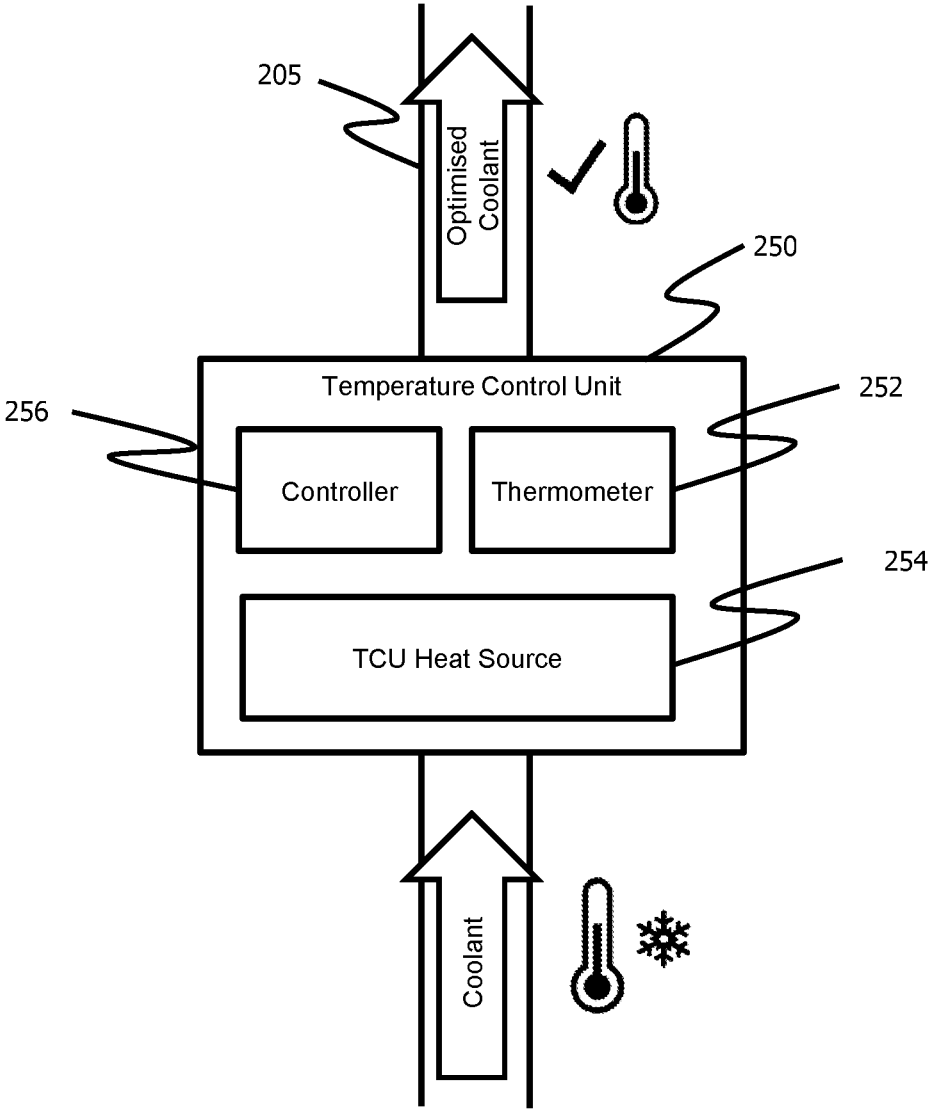 205
Optimised
Coolant
250
Temperature Control Unit
256
252
Controller
Thermometer
254
TCU Heat Source
Coolant